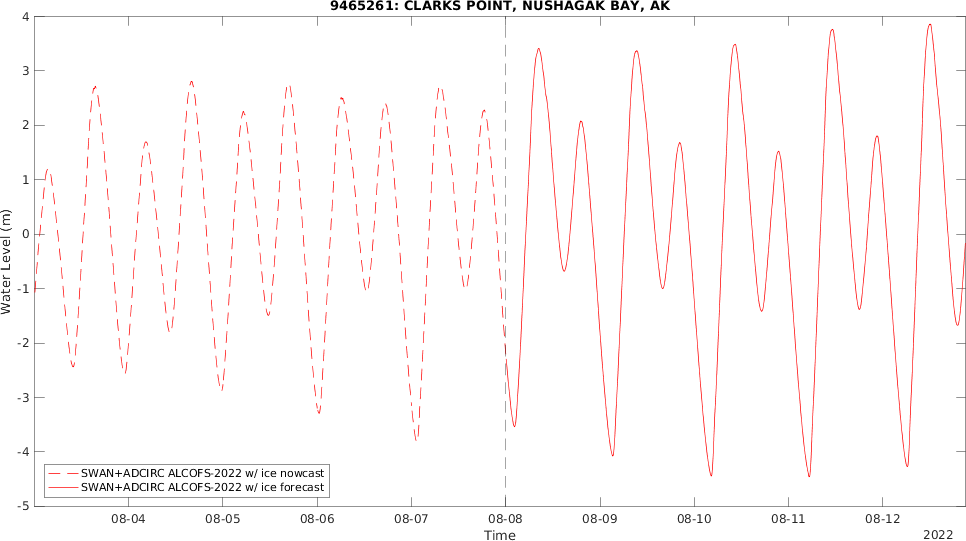 9465261: CLARKS POINT, NUSHAGAK BAY, AK
Water Level (m)
4
3
2
1
0
-1
-2
-3
-4
-5
SWAN+ADCIRC ALCOFS-2022 w/ ice nowcast
SWAN+ADCIRC ALCOFS-2022 w/ ice forecast
08-04 08-05 08-06 08-07 08-08 08-09 08-10 08-11 08-12
Time
2022